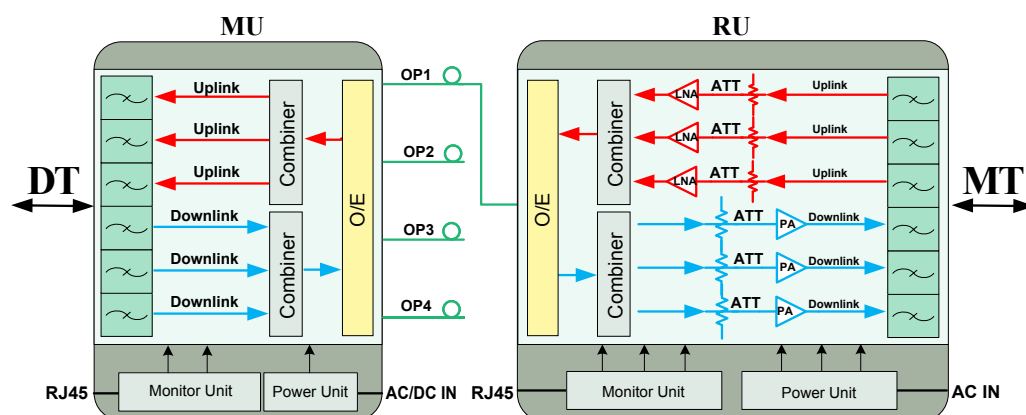 MU
RU
DT
Uplink
Uplink
Uplink
Downlink
Downlink
Downlink
Combiner
Combiner
O/E
OP1
OP2
OP3
OP4
RJ45
Monitor Unit
Power Unit
AC/DC IN
O/E
Combiner
Combiner
LNA
ATT
Uplink
LNA
ATT
Uplink
LNA
ATT
Uplink
ATT
PA
Downlink
ATT
PA
Downlink
ATT
PA
Downlink
MT
RJ45
Monitor Unit
Power Unit
AC IN